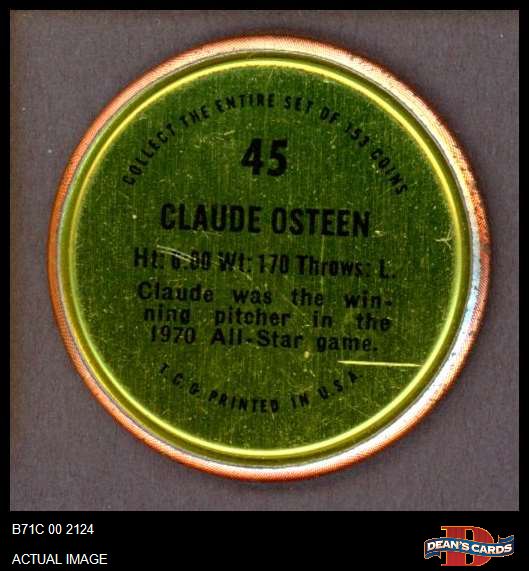 COLLECT THE ENTIRE SET OF 153 COINS
45
CLAUDE OSTEEN
Ht: 6.00 Wt: 170 Throws: L.
Claude was the win-
ning pitcher in the
1970 All-Star game.
T.C.G. PRINTED IN U.S.A.
B71C 00 2124
ACTUAL IMAGE
D
DEAN'S CARDS